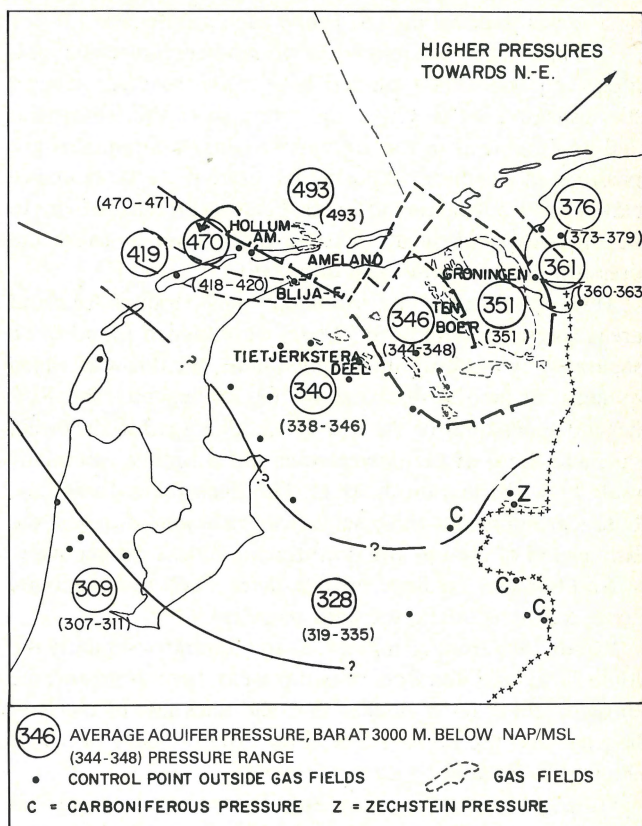 HIGHER PRESSURES
TOWARDS N.-E.
493
(493)
(470-471)
470
HOLLUM
AM.
419
(418-420)
AMELAND
BLIJA-F.
376
(373-379)
GRONINGEN
361
(360-363)
351
(351)
346
TEN
BOER
(344-348)
TIETJERKSTERA
DEEL
340
(338-346)
?
?
?
?
Z
C
C
C
309
(307-311)
328
(319-335)
346 AVERAGE AQUIFER PRESSURE, BAR AT 3000 M. BELOW NAP/MSL
(344-348) PRESSURE RANGE
• CONTROL POINT OUTSIDE GAS FIELDS GAS FIELDS
C = CARBONIFEROUS PRESSURE Z = ZECHSTEIN PRESSURE